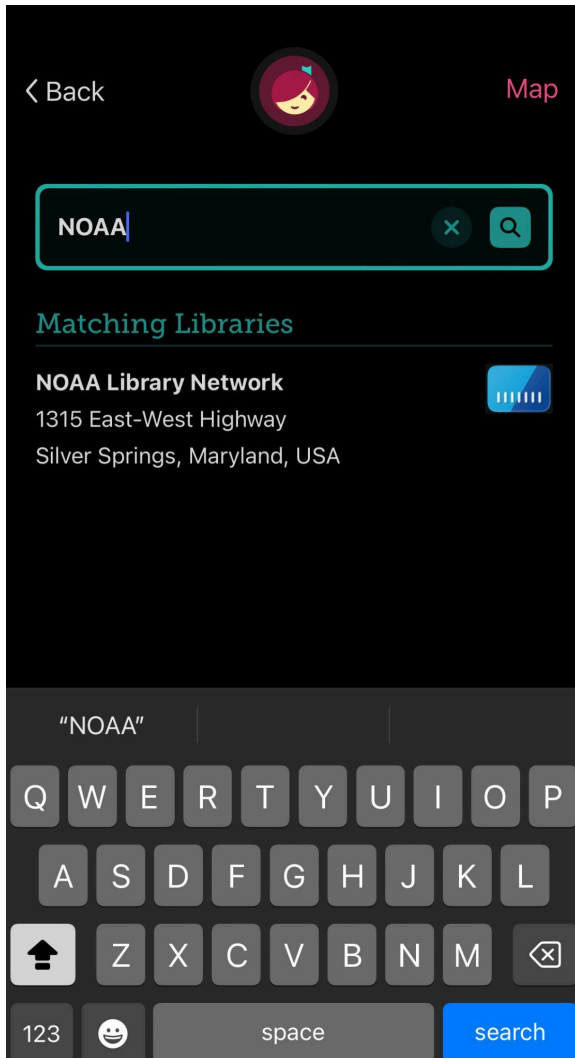 Back
Map
NOAA
Matching Libraries
NOAA Library Network
1315 East-West Highway
Silver Springs, Maryland, USA
“NOAA”
Q W E R T Y U I O P
A S D F G H J K L
Z X C V B N M
123 space search